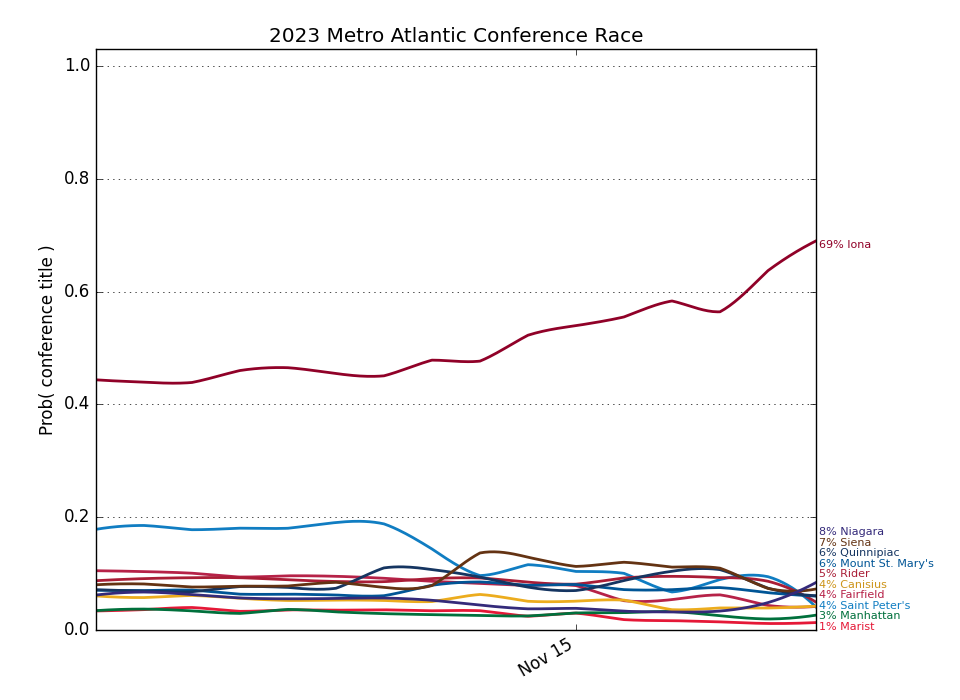 2023 Metro Atlantic Conference Race
Prob( conference title )
1.0
0.8
0.6
0.4
0.2
0.0
Nov 15
69% Iona
8% Niagara
7% Siena
6% Quinnipiac
6% Mount St. Mary's
5% Rider
4% Canisius
4% Fairfield
4% Saint Peter's
3% Manhattan
1% Marist